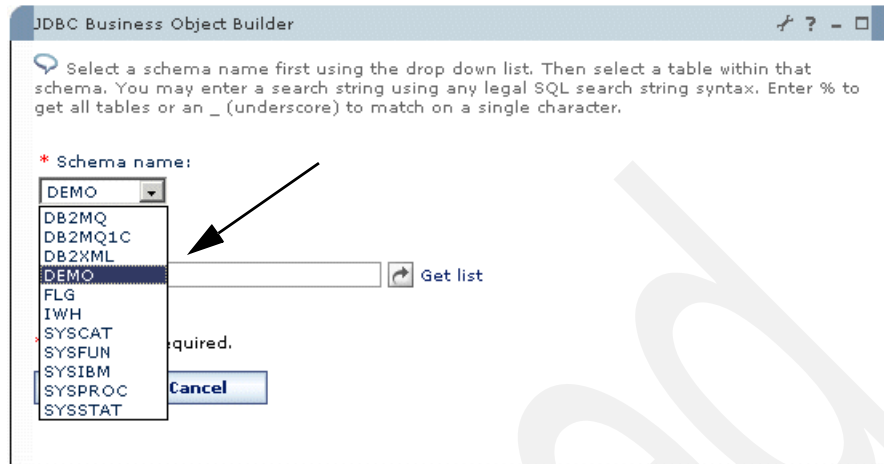 JDBC Business Object Builder
Select a schema name first using the drop down list. Then select a table within that
schema. You may enter a search string using any legal SQL search string syntax. Enter % to
get all tables or an _ (underscore) to match on a single character.
* Schema name:
DEMO
DB2MQ
DB2MQ1C
DB2XML
DEMO
Get list
FLG
IWH
SYSCAT
SYSFUN
SYSIBM
SYSPROC
SYSSTAT
Cancel